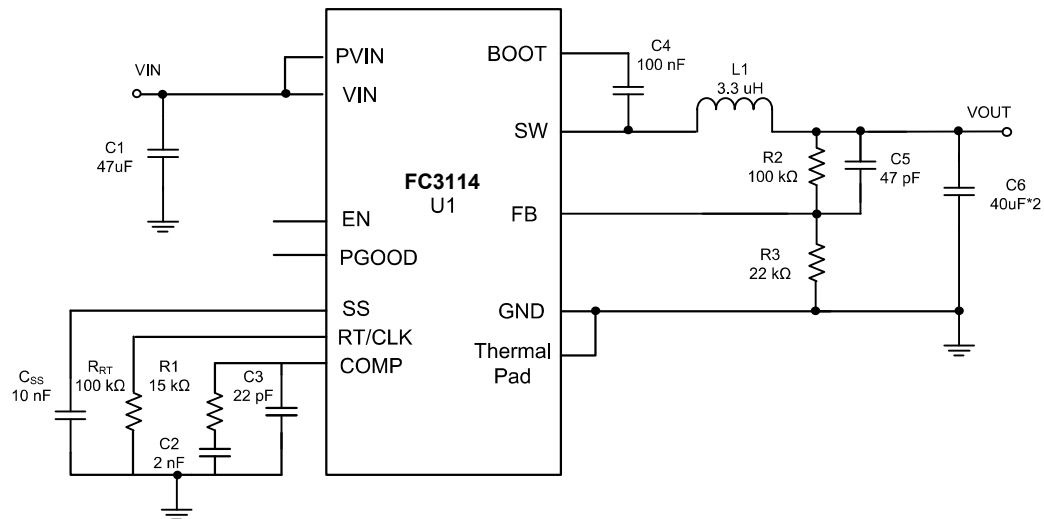 VIN
C1
47uF
PVIN
VIN
EN
PGOOD
SS
RT/CLK
COMP
FC3114
U1
BOOT
SW
FB
GND
Thermal
Pad
C4
100 nF
L1
3.3 uH
VOUT
R2
100 kΩ
C5
47 pF
C6
40uF*2
R3
22 kΩ
CSS
10 nF
RRT
100 kΩ
R1
15 kΩ
C3
22 pF
C2
2 nF